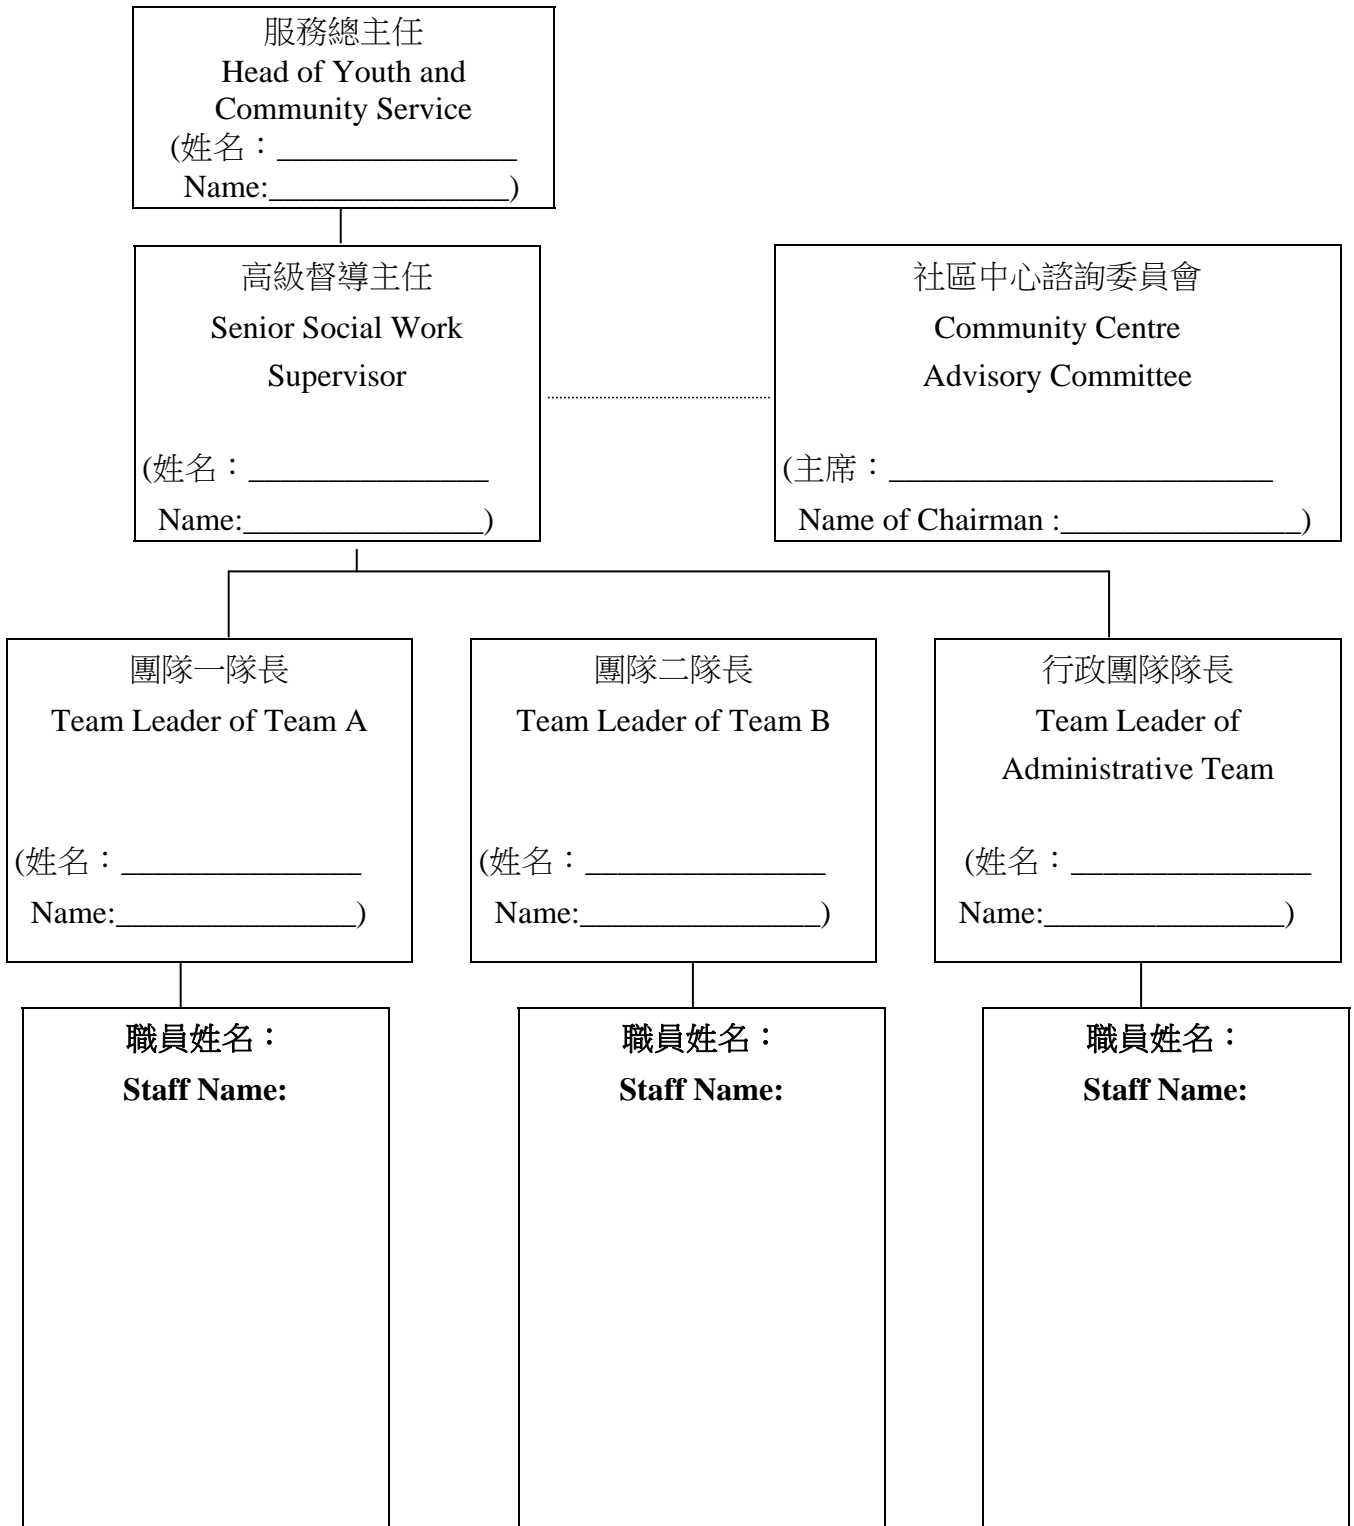 服務總主任
Head of Youth and
Community Service
(姓名：_______________
Name:_______________)
高級督導主任
Senior Social Work
Supervisor
(姓名：_______________
Name:_______________)
社區中心諮詢委員會
Community Centre
Advisory Committee
(主席：________________________
Name of Chairman :_______________)
團隊一隊長
Team Leader of Team A
(姓名：_______________
Name:_______________)
團隊二隊長
Team Leader of Team B
(姓名：_______________
Name:_______________)
行政團隊隊長
Team Leader of
Administrative Team
(姓名：_______________
Name:_______________)
職員姓名：
Staff Name:
職員姓名：
Staff Name:
職員姓名：
Staff Name: